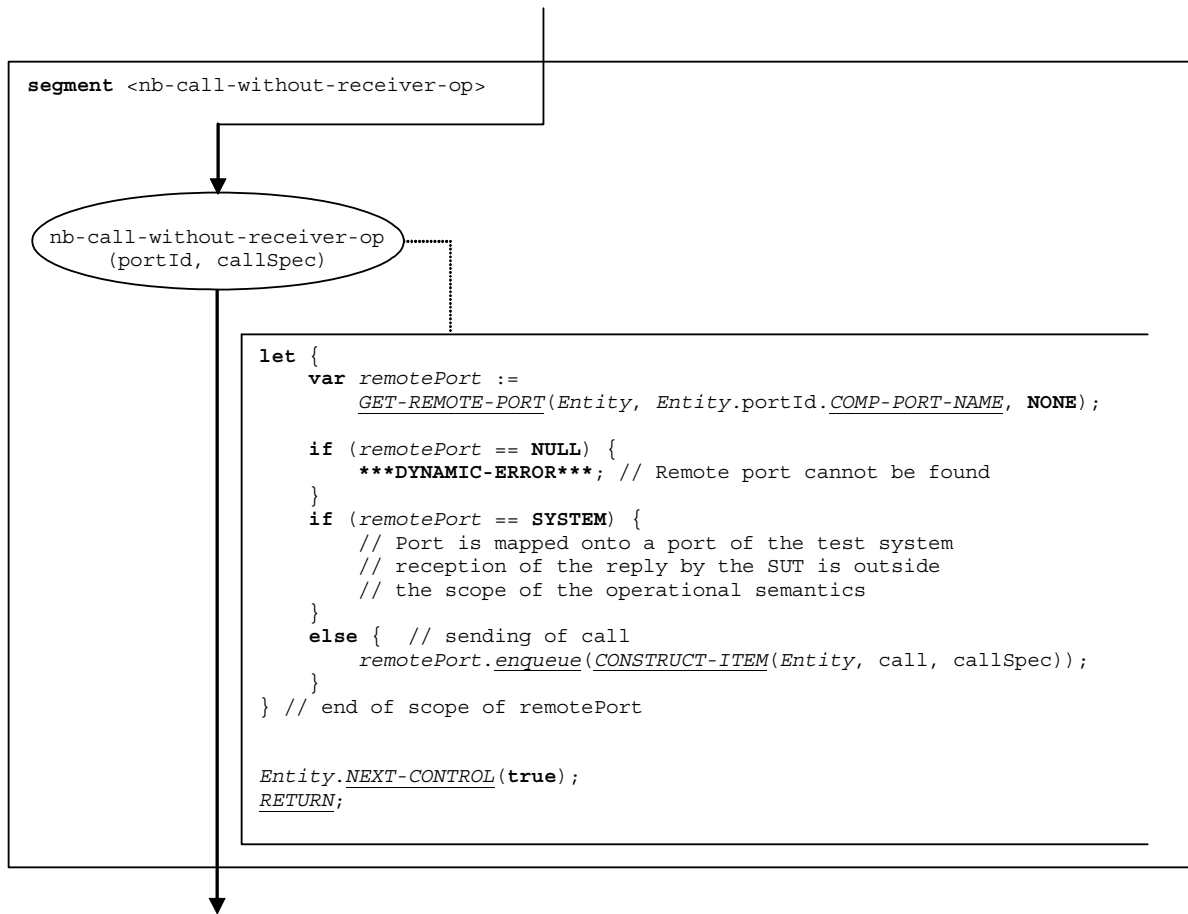 segment <nb-call-without-receiver-op>
nb-call-without-receiver-op
(portId, callSpec)
let {
var remotePort :=
GET-REMOTE-PORT(Entity, Entity.portId.COMP-PORT-NAME, NONE);
if (remotePort == NULL) {
***DYNAMIC-ERROR***; // Remote port cannot be found
}
if (remotePort == SYSTEM) {
// Port is mapped onto a port of the test system
// reception of the reply by the SUT is outside
// the scope of the operational semantics
}
else { // sending of call
remotePort.enqueue(CONSTRUCT-ITEM(Entity, call, callSpec));
}
} // end of scope of remotePort
Entity.NEXT-CONTROL(true);
RETURN;